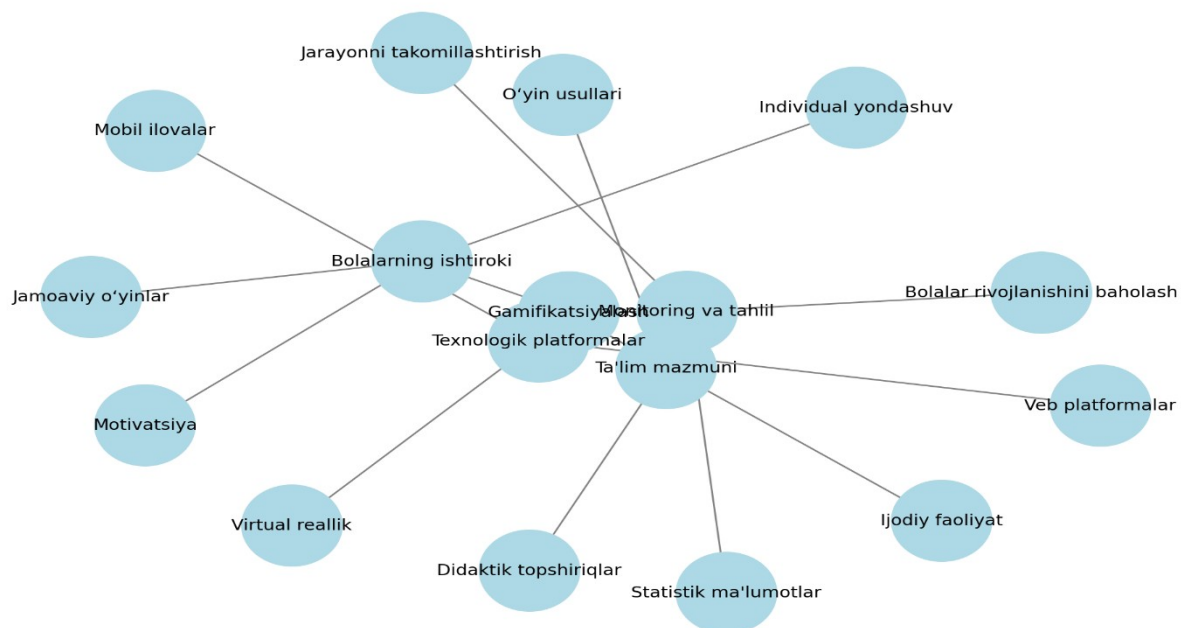 Jarayonni takomillashtirish
O‘yin usullari
Individual yondashuv
Mobil ilovalar
Bolalarning ishtiroki
Jamoaviy o‘yinlar
Bolalar rivojlanishini baholash
Gamifikatsiyalash
Monitoring va tahlil
Texnologik platformalar
Ta'lim mazmuni
Veb platformalar
Motivatsiya
Ijodiy faoliyat
Virtual reallik
Didaktik topshiriqlar
Statistik ma'lumotlar